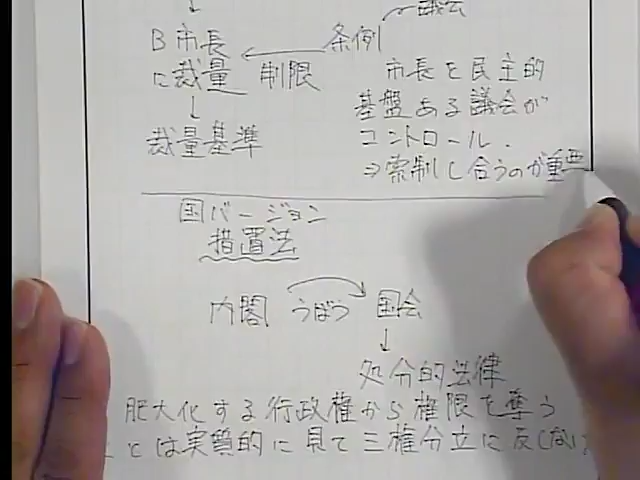 議会
B市長 条例
に裁量 制限
市長を民主的
基盤ある議会が
裁量基準
コントロール.
⇒牽制し合うのが重要
国バージョン
措置法
内閣 うばう 国会
処分的法律
肥大化する行政権から権限を奪う
ことは実質的に見て三権分立に反しない